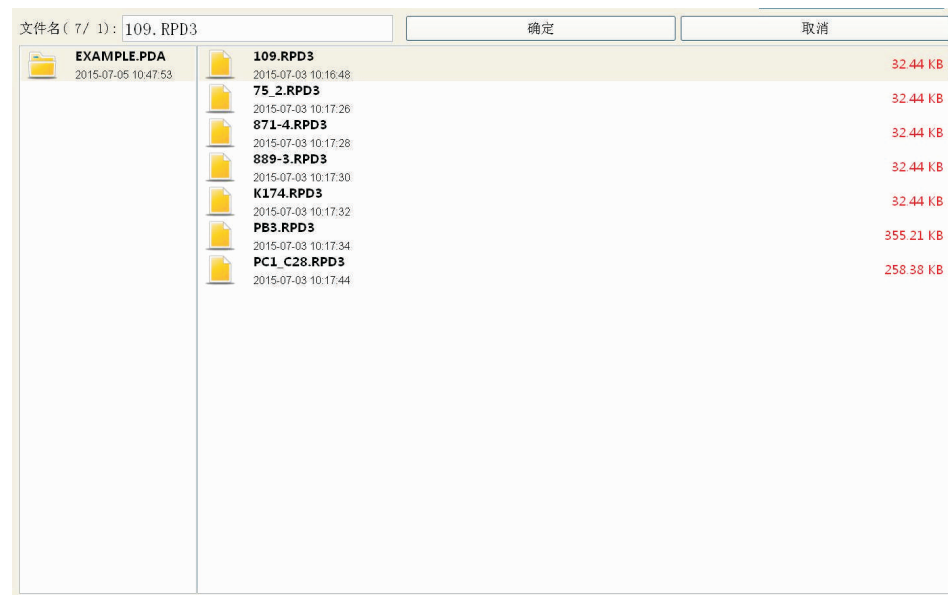 文件名( 7/ 1): 109. RPD3 确定 取消
EXAMPLE.PDA
2015-07-05 10:47:53
109.RPD3
2015-07-03 10:16:48 32.44 KB
75_2.RPD3
2015-07-03 10:17:26 32.44 KB
871-4.RPD3
2015-07-03 10:17:28 32.44 KB
889-3.RPD3
2015-07-03 10:17:30 32.44 KB
K174.RPD3
2015-07-03 10:17:32 32.44 KB
PB3.RPD3
2015-07-03 10:17:34 355.21 KB
PC1_C28.RPD3
2015-07-03 10:17:44 258.38 KB